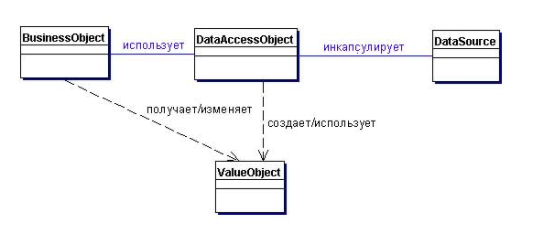 BusinessObject
использует
DataAccessObject
инкапсулирует
DataSource
получает/изменяет
создает/использует
ValueObject